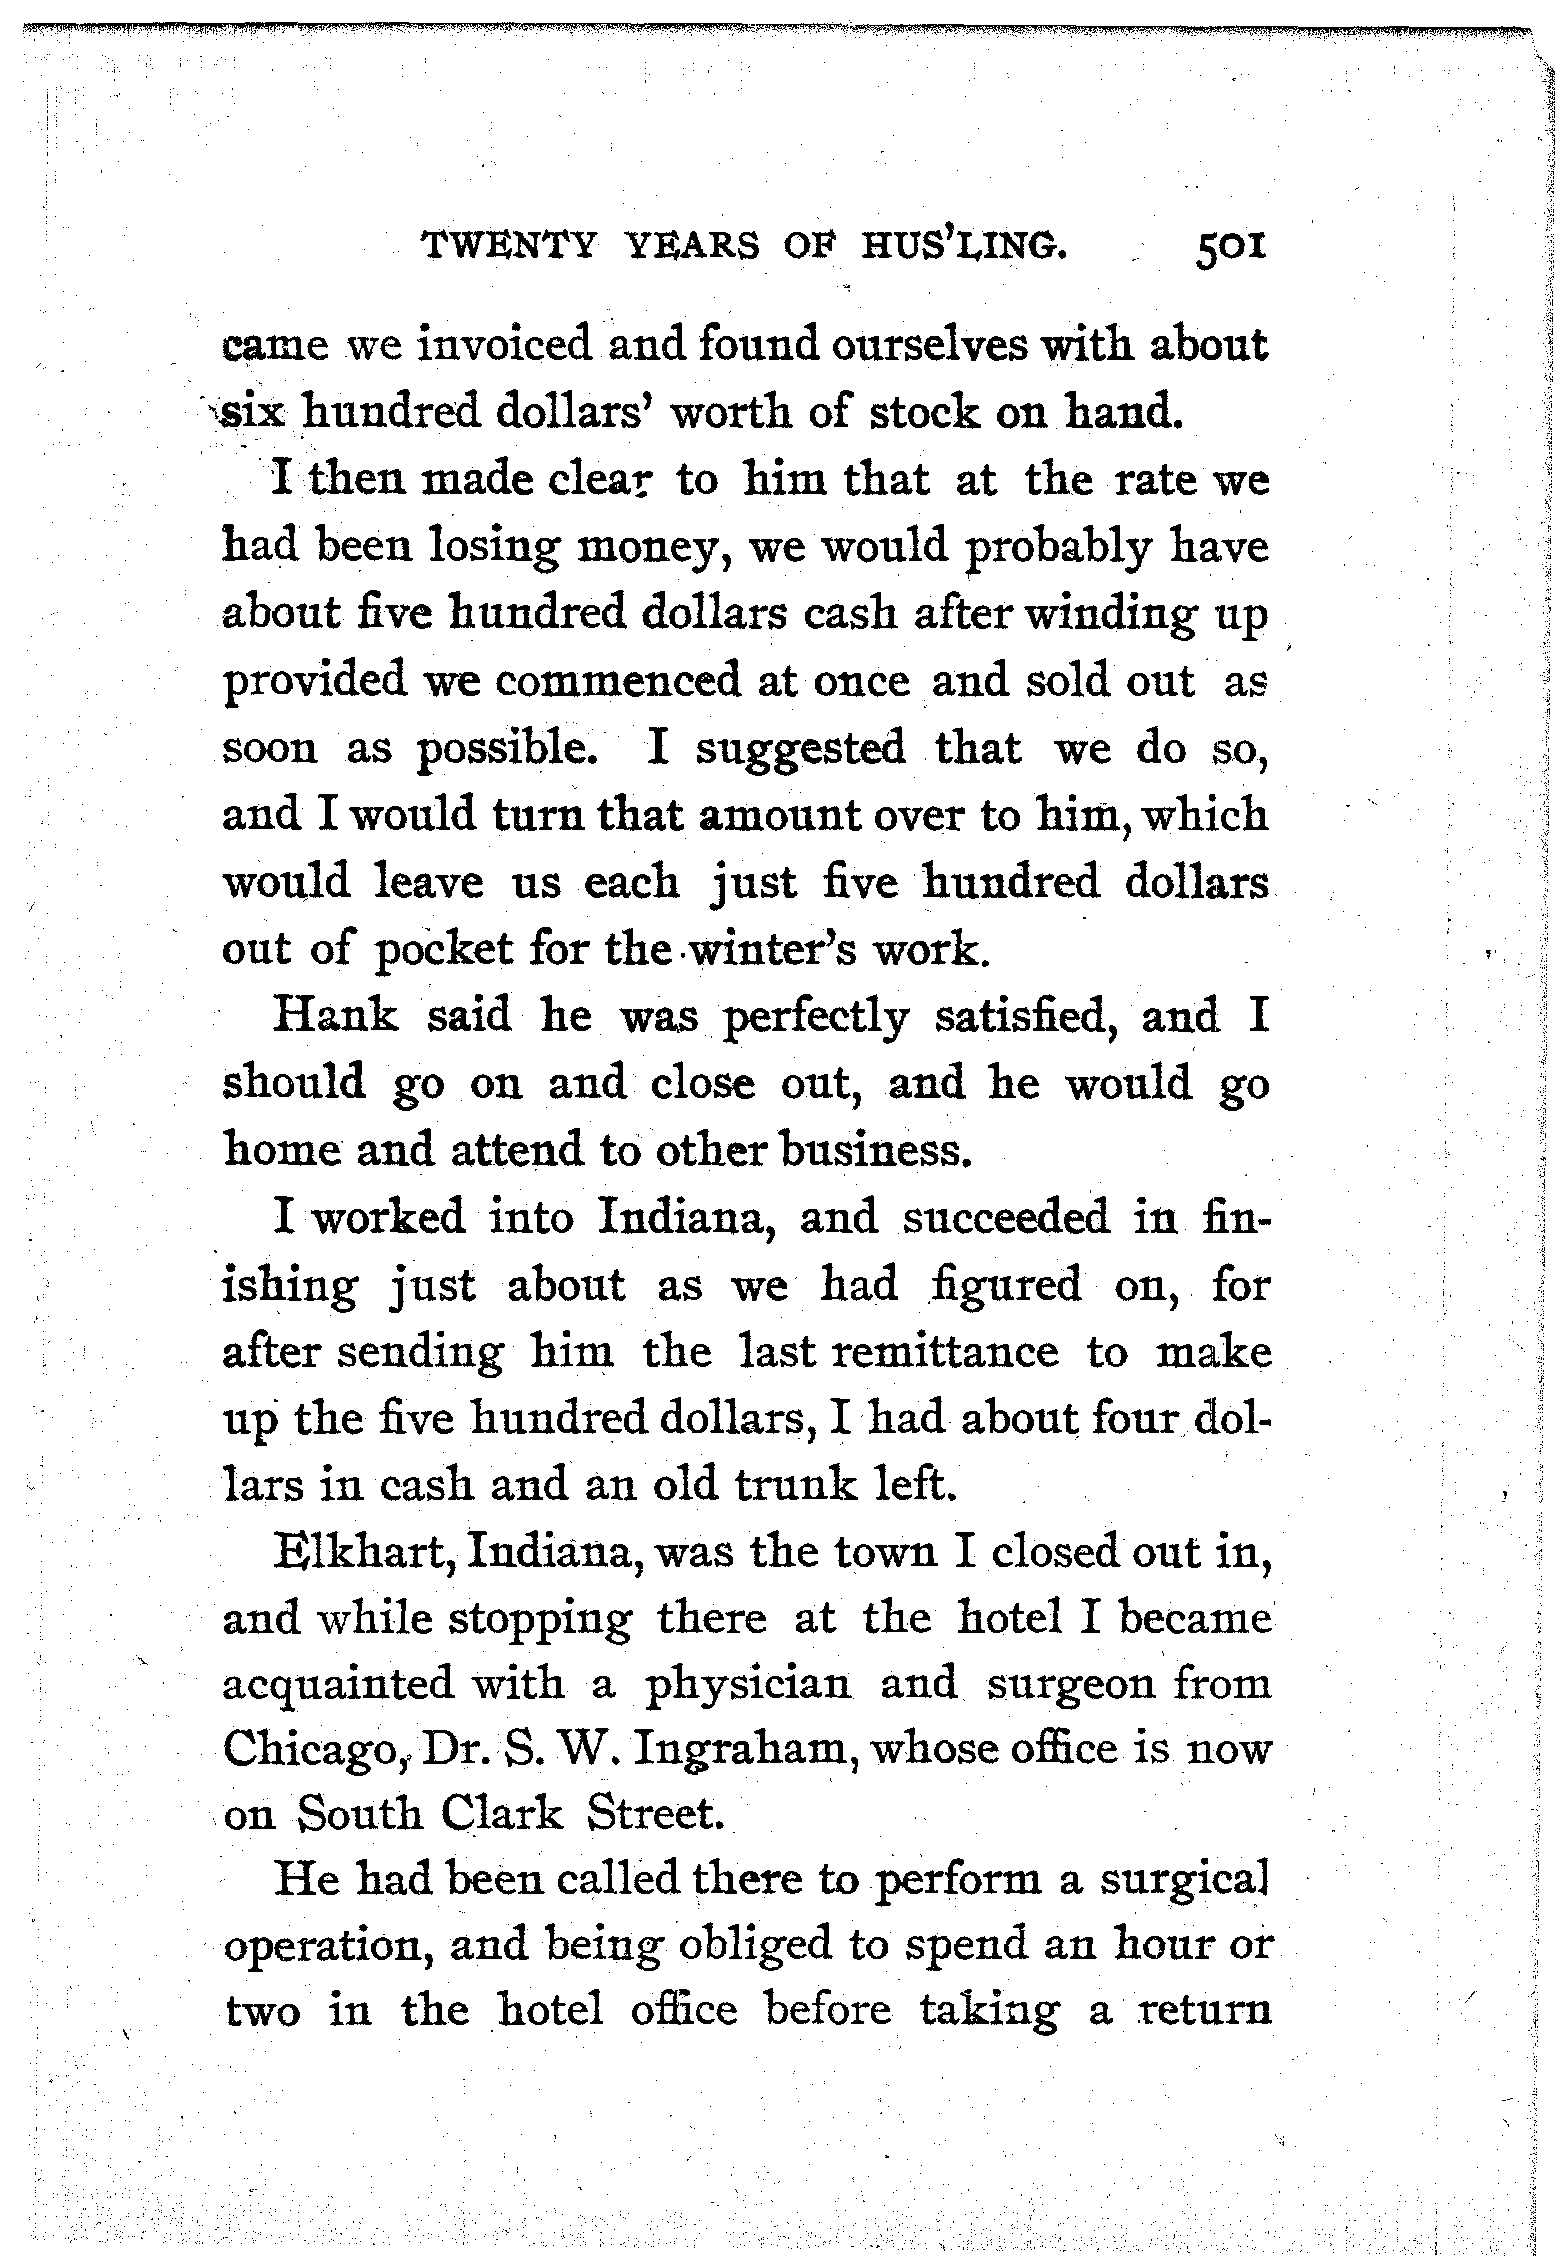 TWENTY YEARS OF HUS'LING. 501
came we invoiced and found ourselves with about
six hundred dollars' worth of stock on hand.
I then made clear to him that at the rate we
had been losing money, we would probably have
about five hundred dollars cash after winding up
provided we commenced at once and sold out as
soon as possible. I suggested that we do so,
and I would turn that amount over to him, which
would leave us each just five hundred dollars
out of pocket for the winter's work.
Hank said he was perfectly satisfied, and I
should go on and close out, and he would go
home and attend to other business.
I worked into Indiana, and succeeded in fin-
ishing just about as we had figured on, for
after sending him the last remittance to make
up the five hundred dollars, I had about four dol-
lars in cash and an old trunk left.
Elkhart, Indiana, was the town I closed out in,
and while stopping there at the hotel I became
acquainted with a physician and surgeon from
Chicago, Dr. S. W. Ingraham, whose office is now
on South Clark Street.
He had been called there to perform a surgical
operation, and being obliged to spend an hour or
two in the hotel office before taking a return